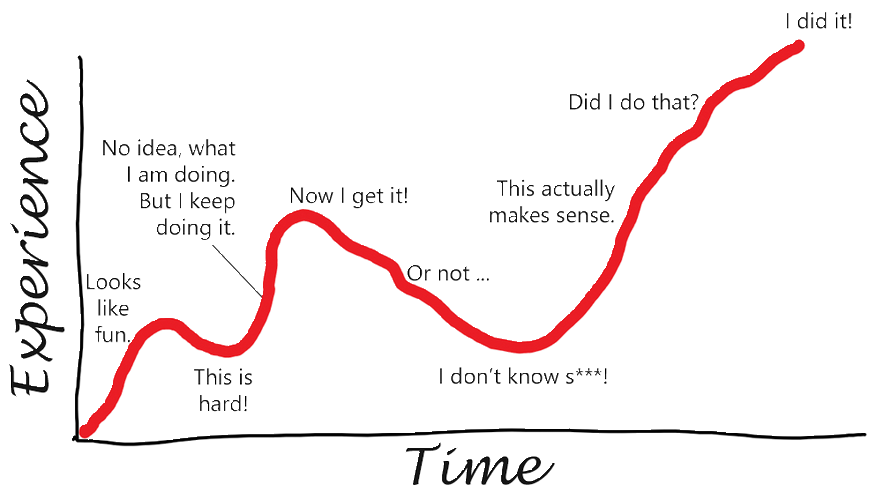 I did it!
Did I do that?
No idea, what
I am doing.
But I keep
doing it.
Now I get it!
This actually
makes sense.
Or not ...
Looks
like
fun.
This is
hard!
I don't know s***!
Experience
Time